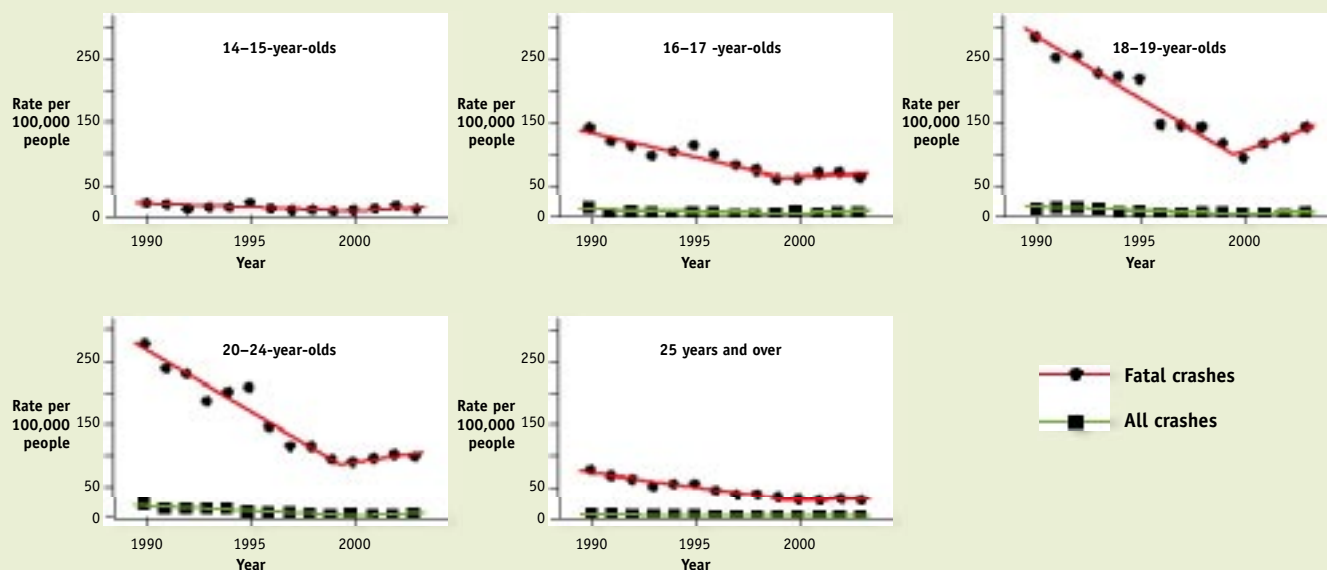 14–15-year-olds
250
Rate per
100,000
people
150
50
0
1990
1995
2000
Year
16–17 -year-olds
250
Rate per
100,000
people
150
50
0
1990
1995
2000
Year
18–19-year-olds
250
Rate per
100,000
people
150
50
0
1990
1995
2000
Year
20–24-year-olds
250
Rate per
100,000
people
150
50
0
1990
1995
2000
Year
25 years and over
250
Rate per
100,000
people
150
50
0
1990
1995
2000
Year
Fatal crashes
All crashes